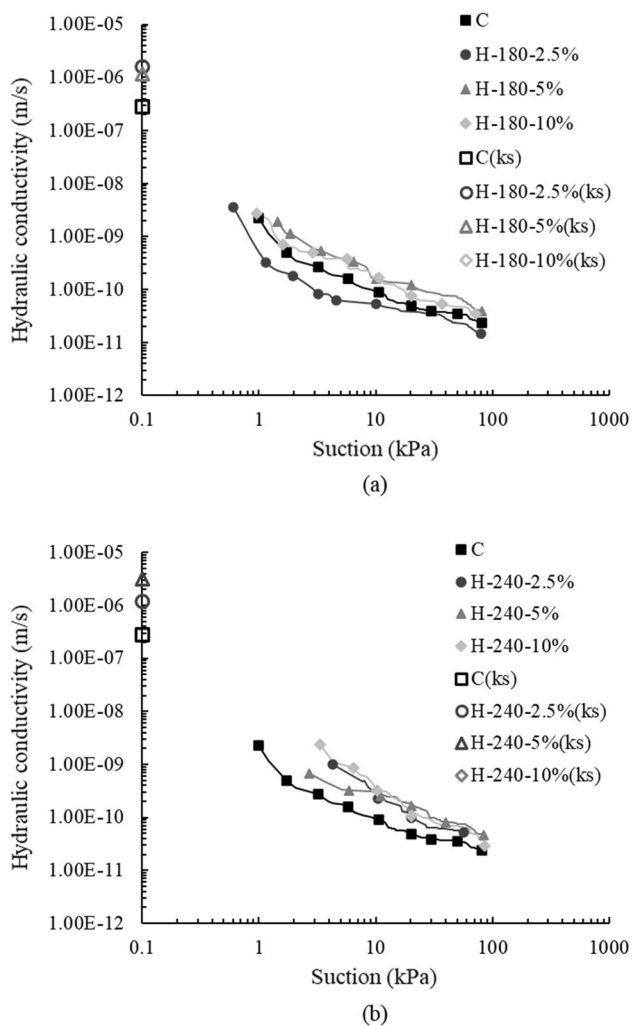 1.00E-05
1.00E-06
1.00E-07
1.00E-08
1.00E-09
1.00E-10
1.00E-11
1.00E-12
Hydraulic conductivity (m/s)
0.1 1 10 100 1000
Suction (kPa)
C
H-180-2.5%
H-180-5%
H-180-10%
C(ks)
H-180-2.5%(ks)
H-180-5%(ks)
H-180-10%(ks)
(a)
1.00E-05
1.00E-06
1.00E-07
1.00E-08
1.00E-09
1.00E-10
1.00E-11
1.00E-12
Hydraulic conductivity (m/s)
0.1 1 10 100 1000
Suction (kPa)
C
H-240-2.5%
H-240-5%
H-240-10%
C(ks)
H-240-2.5%(ks)
H-240-5%(ks)
H-240-10%(ks)
(b)